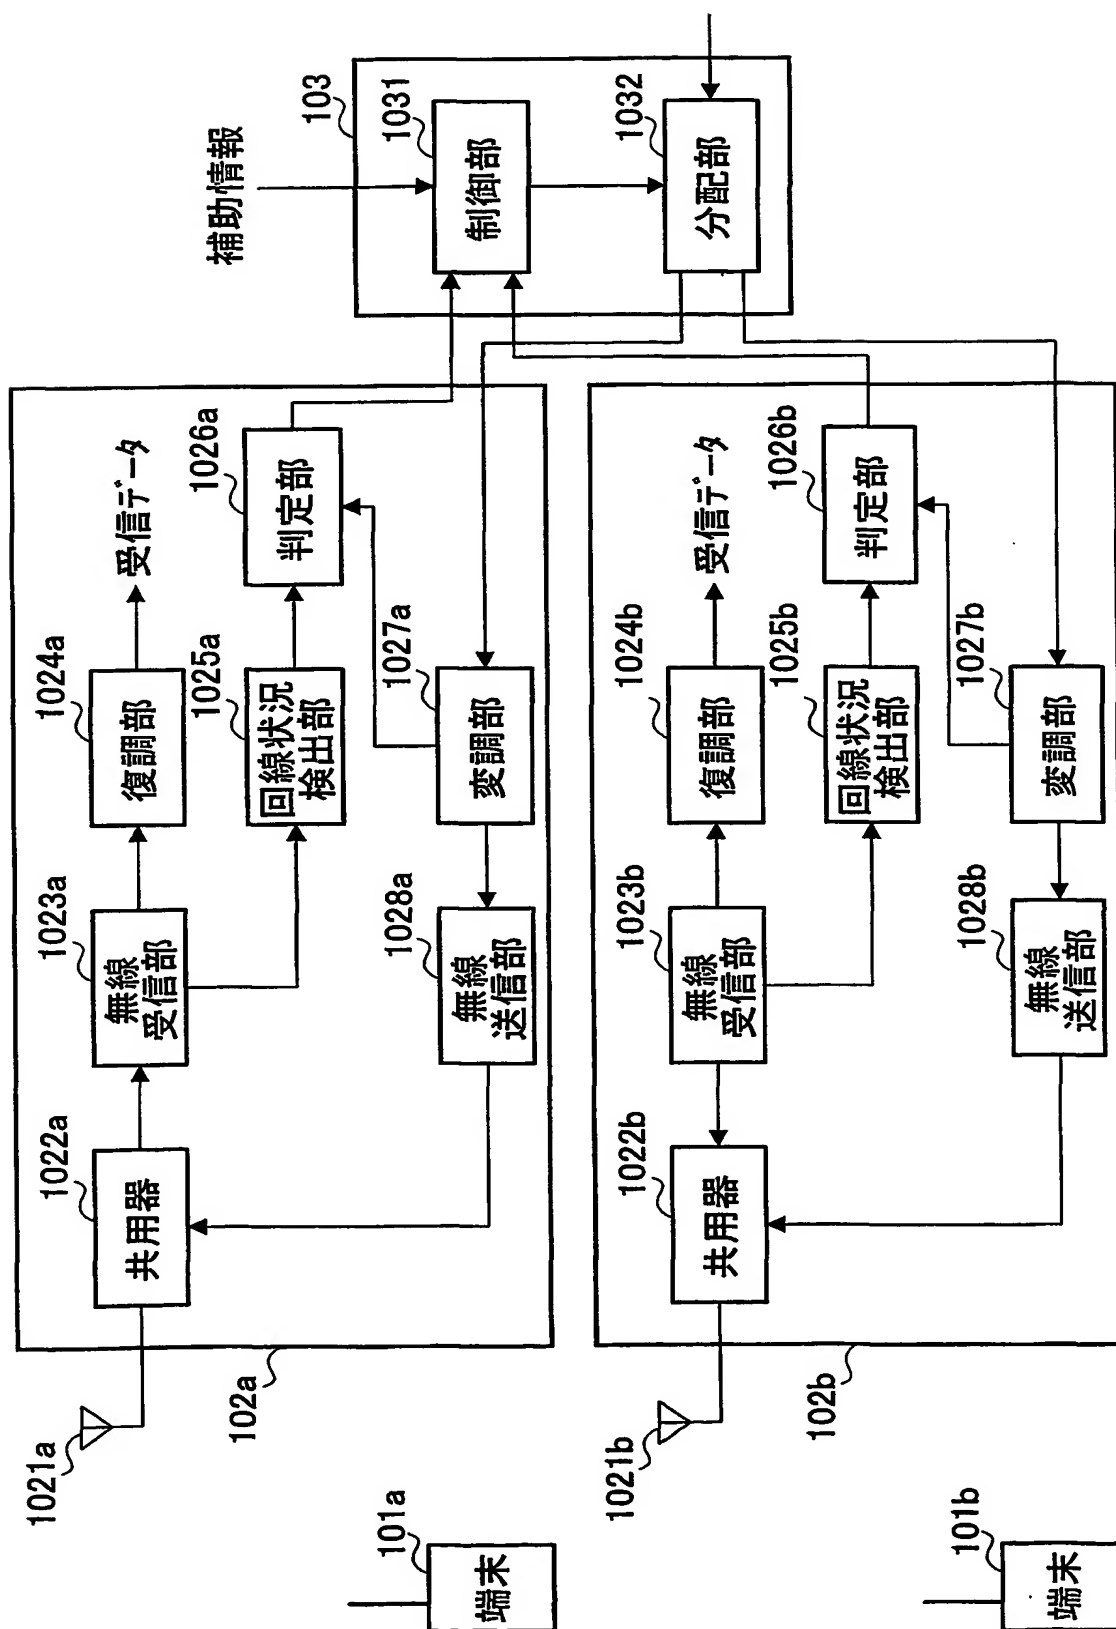 補助情報
103
1031
制御部
1032
分配部
102a
1021a
1022a
共用器
1023a
無線
受信部
1024a
復調部
受信データ
1025a
回線状況
検出部
1026a
判定部
1027a
変調部
1028a
無線
送信部
101a
端末
102b
1021b
1022b
共用器
1023b
無線
受信部
1024b
復調部
受信データ
1025b
回線状況
検出部
1026b
判定部
1027b
変調部
1028b
無線
送信部
101b
端末